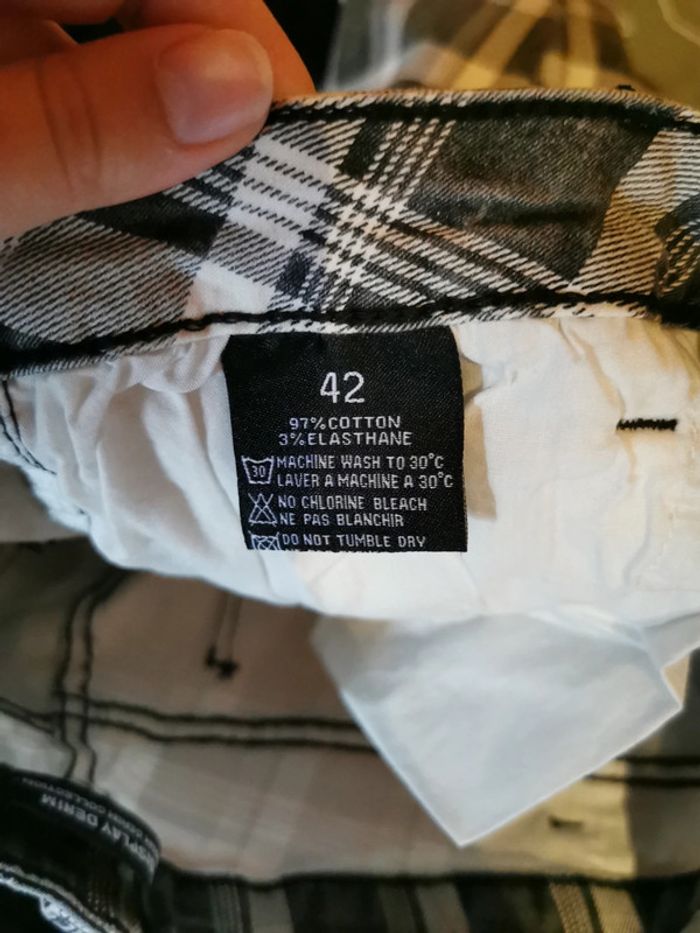 42
97%COTTON
3%ELASTHANE
30 MACHINE WASH TO 30°C
LAVER A MACHINE A 30°C
NO CHLORINE BLEACH
NE PAS BLANCHIR
DO NOT TUMBLE DRY
DENIM